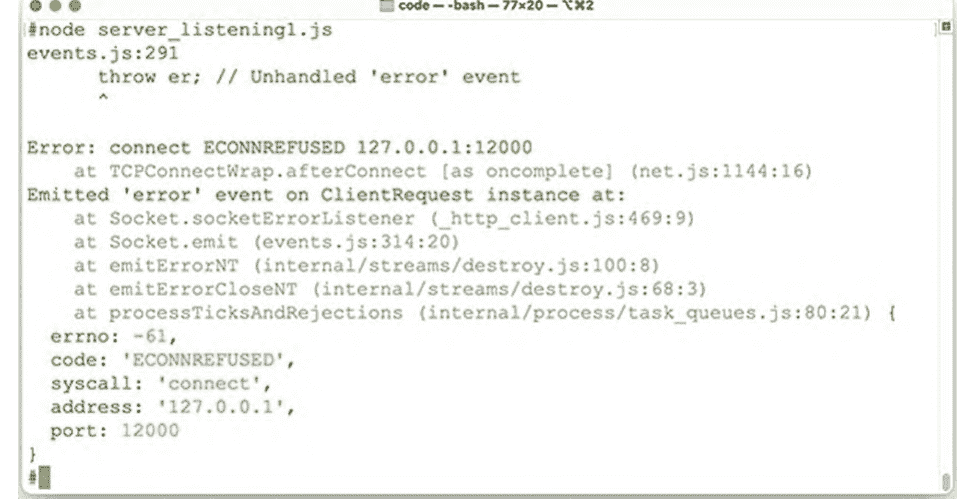 code — -bash — 77×20 — ⌥⌘2
#node server_listening1.js
events.js:291
      throw er; // Unhandled 'error' event
      ^
Error: connect ECONNREFUSED 127.0.0.1:12000
    at TCPConnectWrap.afterConnect [as oncomplete] (net.js:1144:16)
Emitted 'error' event on ClientRequest instance at:
    at Socket.socketErrorListener (_http_client.js:469:9)
    at Socket.emit (events.js:314:20)
    at emitErrorNT (internal/streams/destroy.js:100:8)
    at emitErrorCloseNT (internal/streams/destroy.js:68:3)
    at processTicksAndRejections (internal/process/task_queues.js:80:21) {
  errno: -61,
  code: 'ECONNREFUSED',
  syscall: 'connect',
  address: '127.0.0.1',
  port: 12000
}
#